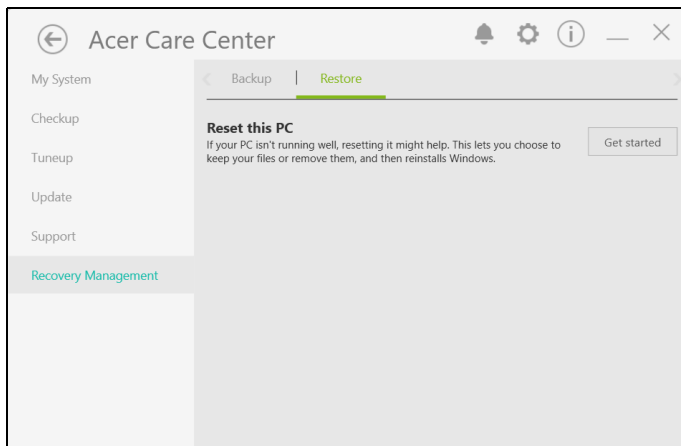 Acer Care Center
My System
Checkup
Tuneup
Update
Support
Recovery Management
Backup | Restore
Reset this PC
If your PC isn't running well, resetting it might help. This lets you choose to
keep your files or remove them, and then reinstalls Windows.
Get started